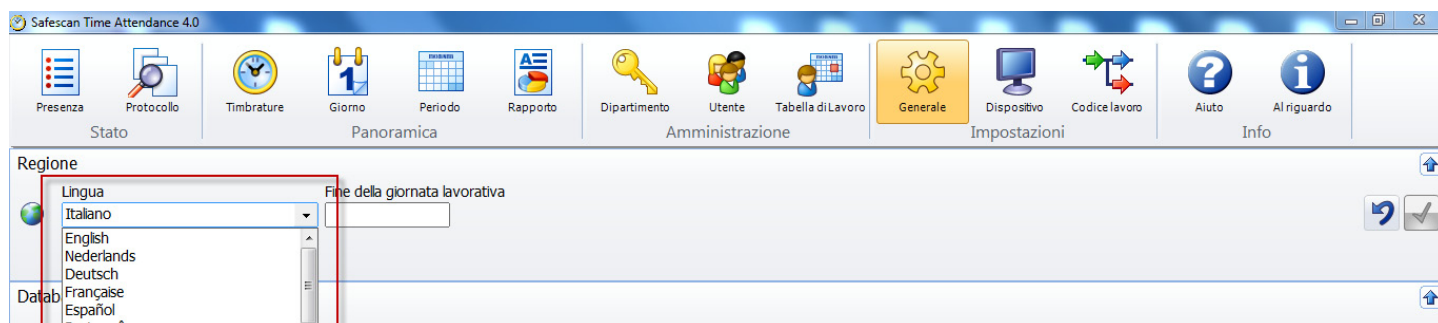 Safescan Time Attendance 4.0
Presenza Protocollo Timbrature Giorno Periodo Rapporto Dipartimento Utente Tabella di Lavoro Generale Dispositivo Codice lavoro Aiuto Al riguardo
Stato Panoramica Amministrazione Impostazioni Info
Regione
Lingua Fine della giornata lavorativa
Italiano
English
Nederlands
Deutsch
Databa Française
Español